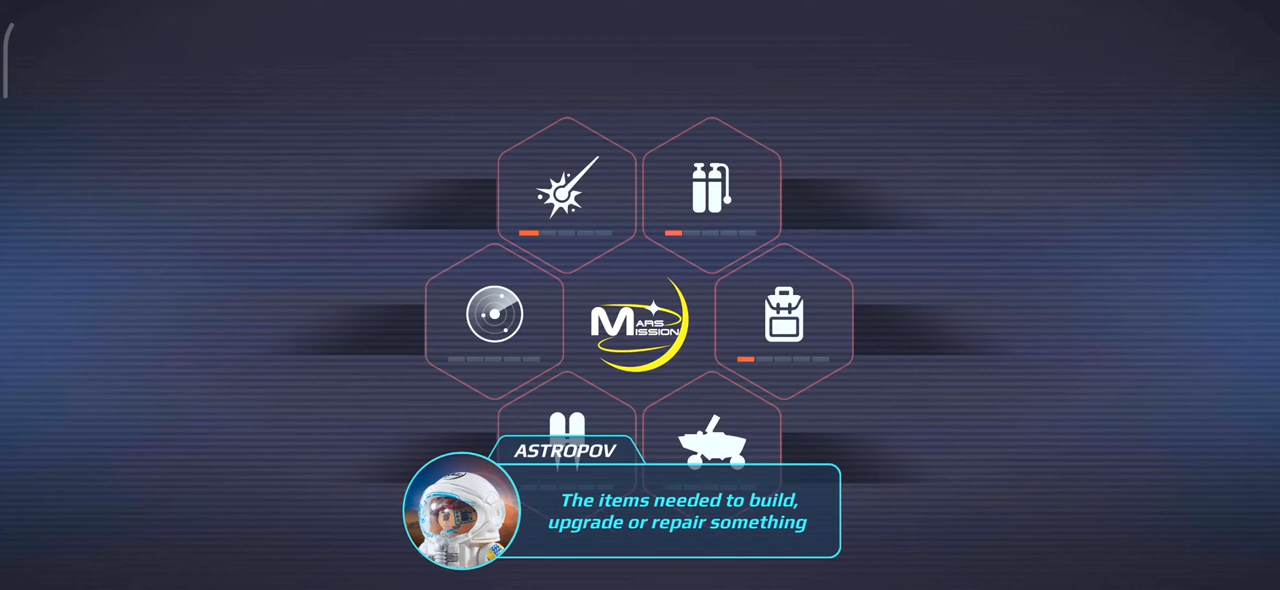 MARS
MISSION
ASTROPOV
The items needed to build,
upgrade or repair something